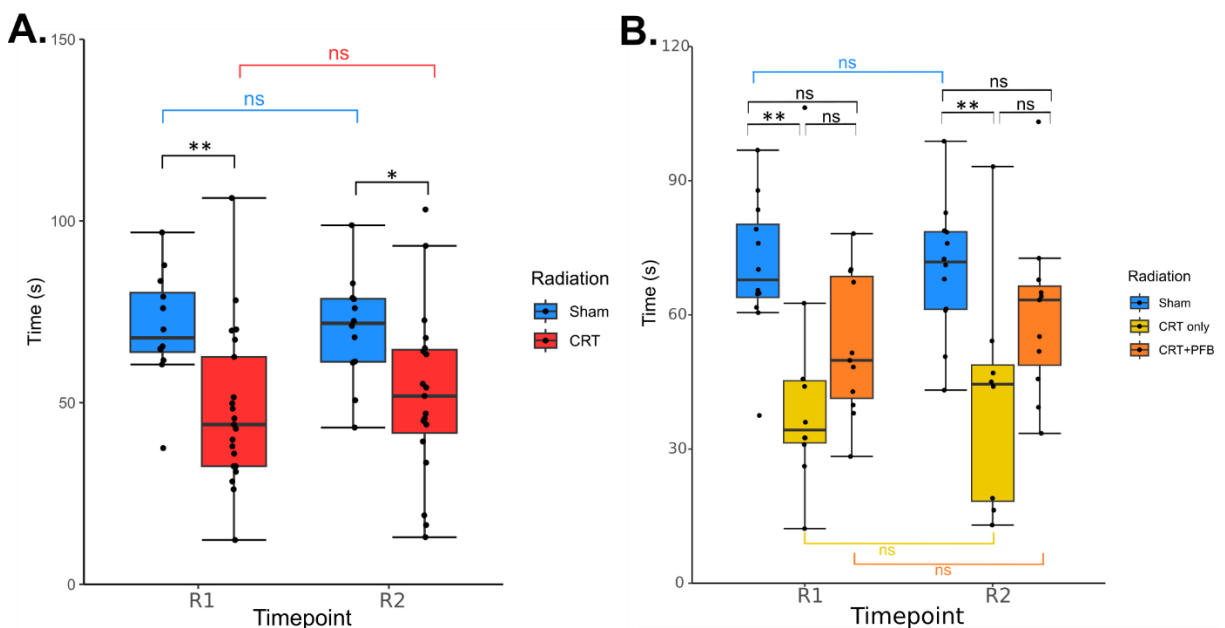 A.
150
100
50
0
Time (s)
ns
ns
**
*
R1
R2
Timepoint
Radiation
Sham
CRT
B.
120
90
60
30
0
Time (s)
ns
ns
ns
** ns
** ns
ns
ns
R1
R2
Timepoint
Radiation
Sham
CRT only
CRT+PFB